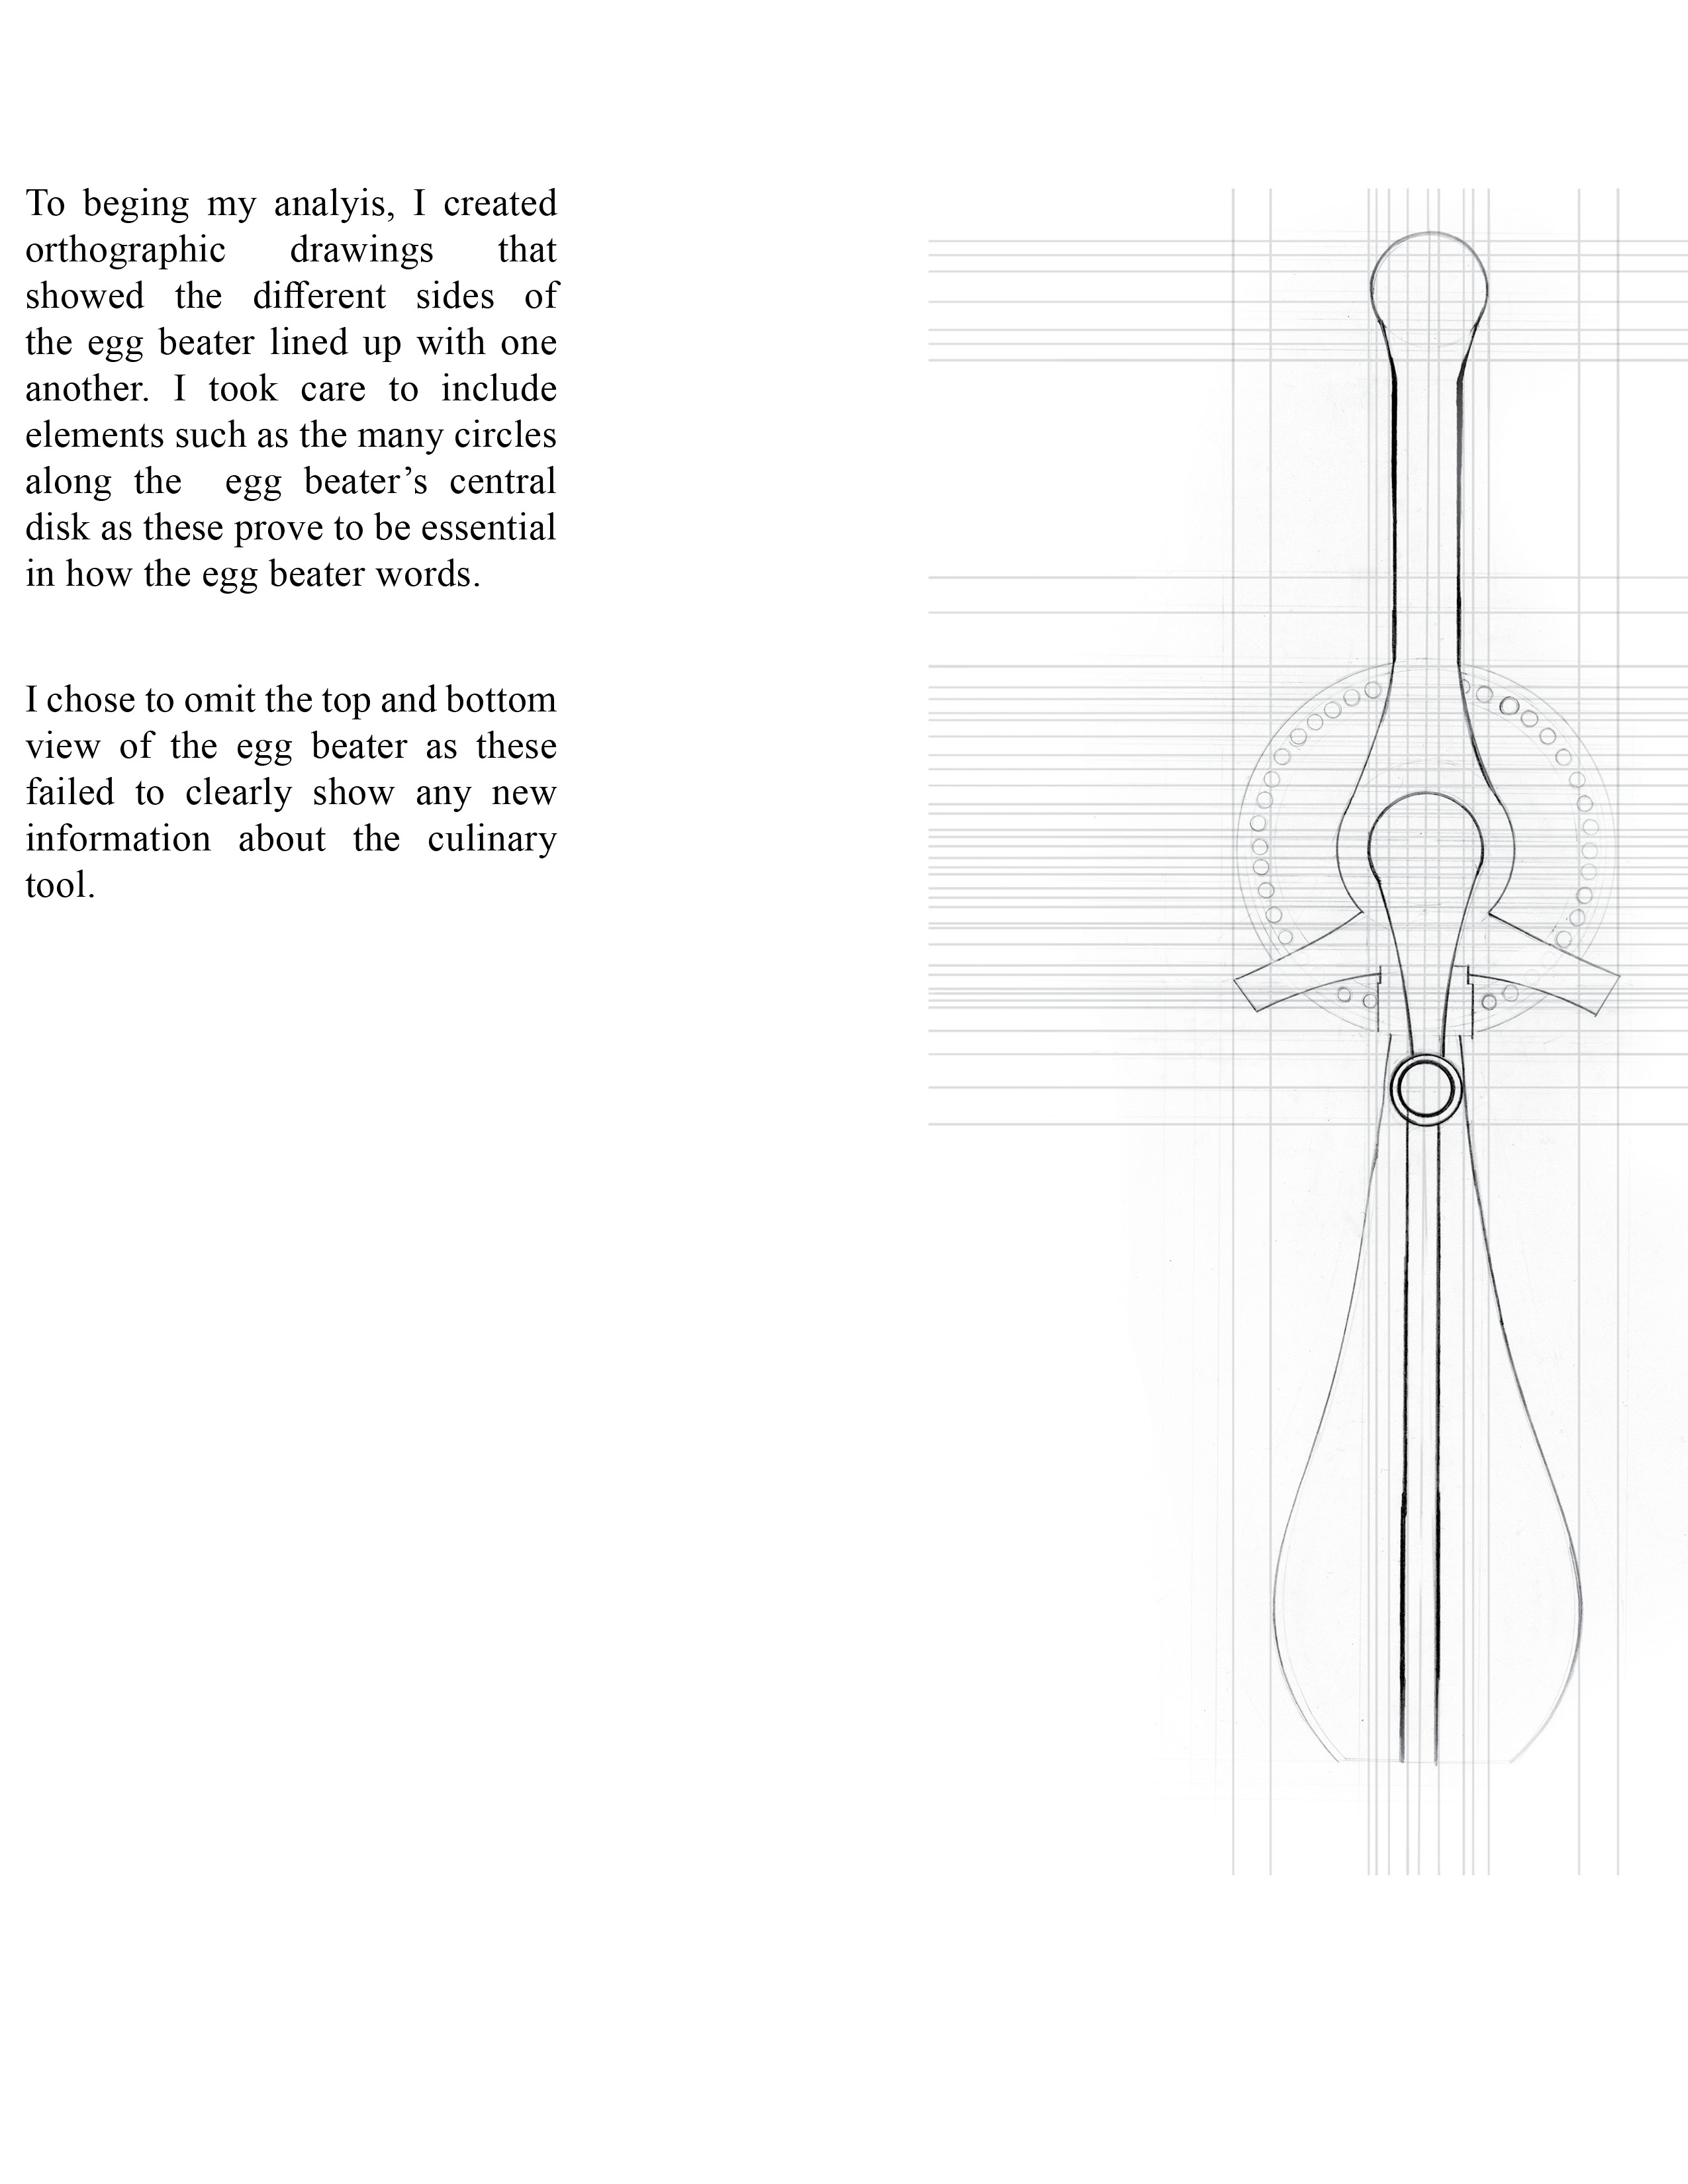 To beging my analyis, I created
orthographic drawings that
showed the different sides of
the egg beater lined up with one
another. I took care to include
elements such as the many circles
along the  egg beater’s central
disk as these prove to be essential
in how the egg beater words.
I chose to omit the top and bottom
view of the egg beater as these
failed to clearly show any new
information about the culinary
tool.